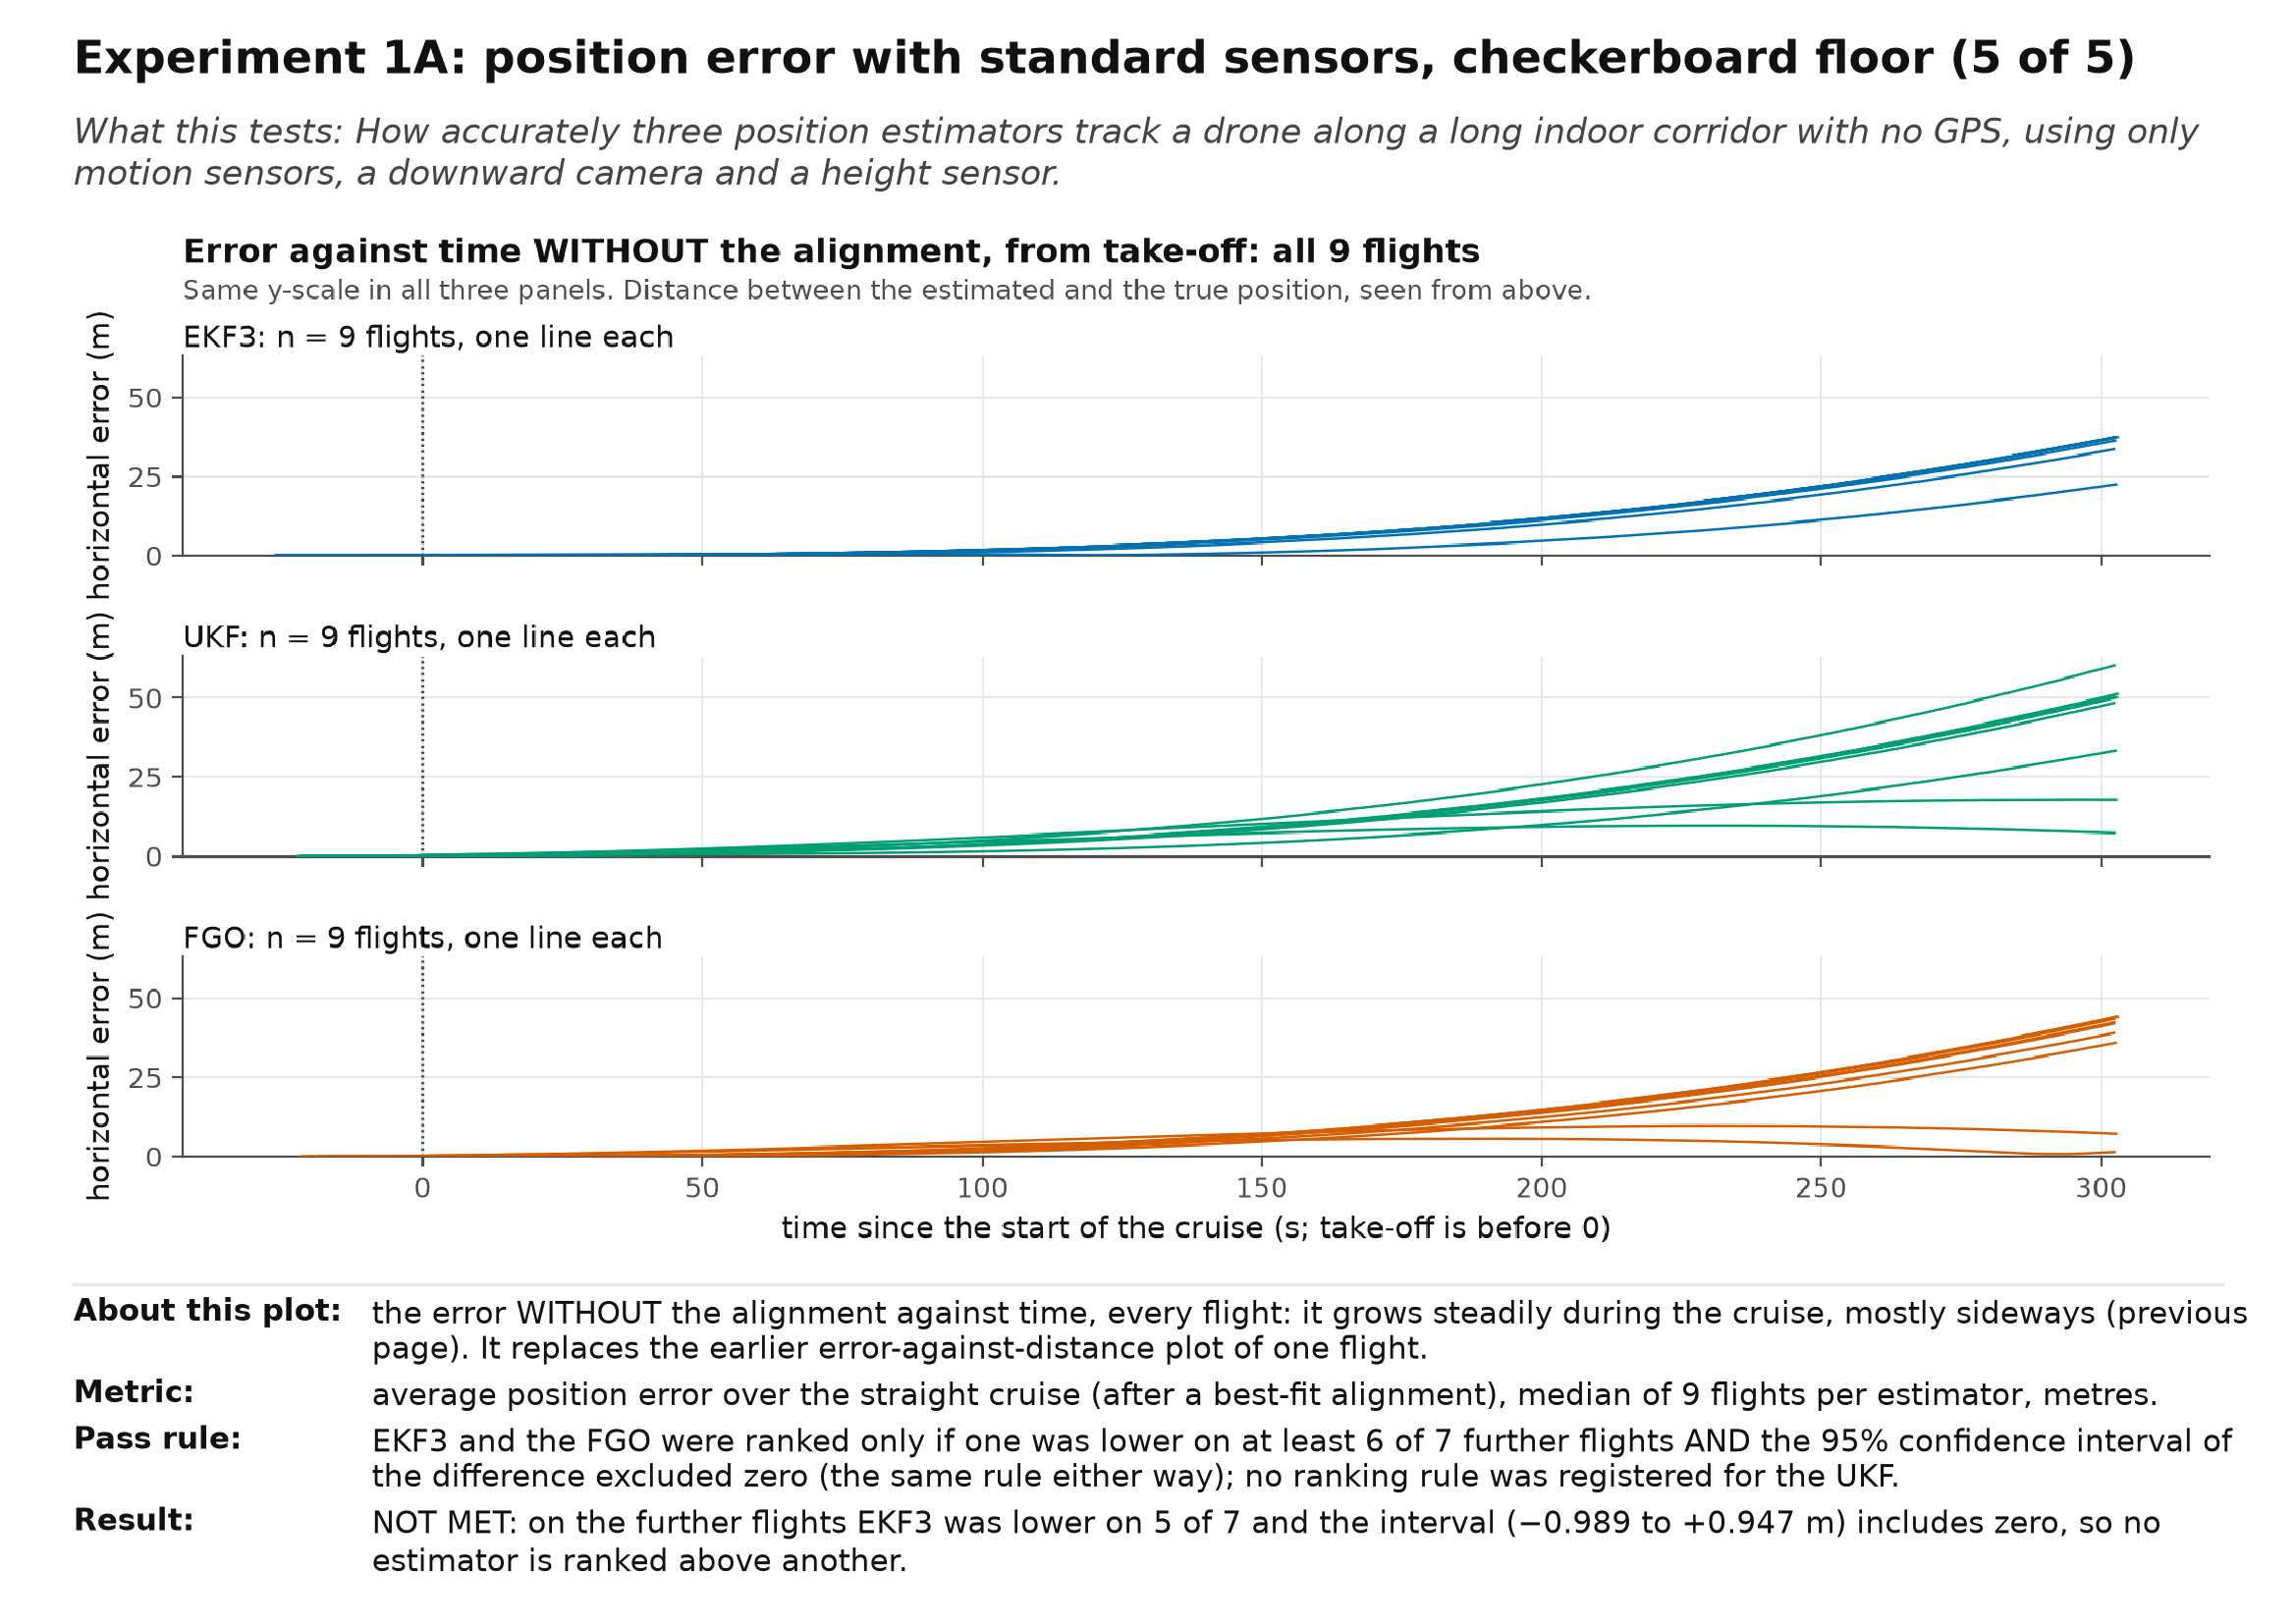 Experiment 1A: position error with standard sensors, checkerboard floor (5 of 5)
What this tests: How accurately three position estimators track a drone along a long indoor corridor with no GPS, using only
motion sensors, a downward camera and a height sensor.
Error against time WITHOUT the alignment, from take-off: all 9 flights
Same y-scale in all three panels. Distance between the estimated and the true position, seen from above.
EKF3: n = 9 flights, one line each
horizontal error (m)
50
25
0
UKF: n = 9 flights, one line each
horizontal error (m)
50
25
0
FGO: n = 9 flights, one line each
horizontal error (m)
50
25
0
0 50 100 150 200 250 300
time since the start of the cruise (s; take-off is before 0)
About this plot: the error WITHOUT the alignment against time, every flight: it grows steadily during the cruise, mostly sideways (previous
page). It replaces the earlier error-against-distance plot of one flight.
Metric: average position error over the straight cruise (after a best-fit alignment), median of 9 flights per estimator, metres.
Pass rule: EKF3 and the FGO were ranked only if one was lower on at least 6 of 7 further flights AND the 95% confidence interval of
the difference excluded zero (the same rule either way); no ranking rule was registered for the UKF.
Result: NOT MET: on the further flights EKF3 was lower on 5 of 7 and the interval (−0.989 to +0.947 m) includes zero, so no
estimator is ranked above another.